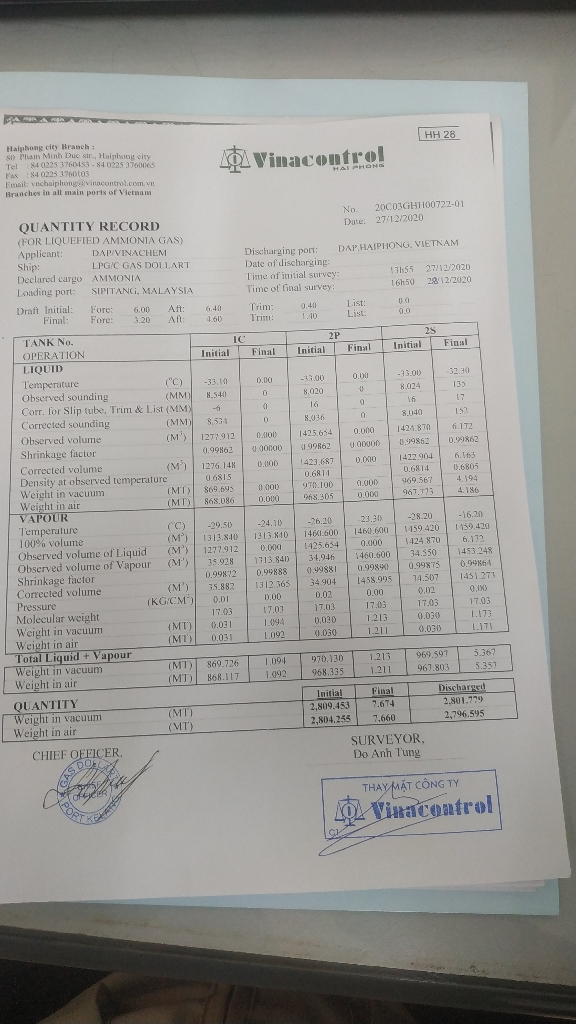 HH 28
Haiphong city Branch :
80 Pham Minh Duc str., Haiphong city
Tel : 84 0225 3760453 - 84 0225 3760065
Fax : 84 0225 3760103
Email: vnchaiphong@vinacontrol.com.vn
Branches in all main ports of Vietnam
Vinacontrol
HAI PHONG
No. 20C03GHH00722-01
Date: 27/12/2020
QUANTITY RECORD
(FOR LIQUEFIED AMMONIA GAS)
Applicant: DAP/VINACHEM
Ship: LPG/C GAS DOLLART
Declared cargo AMMONIA
Loading port: SIPITANG, MALAYSIA
Discharging port: DAP,HAIPHONG, VIETNAM
Date of discharging:
Time of initial survey: 13h55 27/12/2020
Time of final survey: 16h50 28/12/2020
Draft Initial: Fore: 6.00 Aft: 6.40 Trim: 0.40 List: 0.0
Final: Fore: 3.20 Aft: 4.60 Trim: 1.40 List: 0.0
TANK No. 1C 2P 2S
OPERATION Initial Final Initial Final Initial Final
LIQUID
Temperature (°C) -33.10 0.00 -33.00 0.00 -33.00 -32.30
Observed sounding (MM) 8,540 0 8,020 0 8,024 135
Corr. for Slip tube, Trim & List (MM) -6 0 16 0 16 17
Corrected sounding (MM) 8,534 0 8,036 0 8,040 152
Observed volume (M³) 1277.912 0.000 1425.654 0.000 1424.870 6.172
Shrinkage factor 0.99862 0.00000 0.99862 0.00000 0.99862 0.99862
Corrected volume (M³) 1276.148 0.000 1423.687 0.000 1422.904 6.163
Density at observed temperature 0.6815 0.6814 0.6814 0.6805
Weight in vacuum (MT) 869.695 0.000 970.100 0.000 969.567 4.194
Weight in air (MT) 868.086 0.000 968.305 0.000 967.773 4.186
VAPOUR
Temperature (°C) -29.50 -24.10 -26.20 -23.30 -28.20 -16.20
100% volume (M³) 1313.840 1313.840 1460.600 1460.600 1459.420 1459.420
Observed volume of Liquid (M³) 1277.912 0.000 1425.654 0.000 1424.870 6.172
Observed volume of Vapour (M³) 35.928 1313.840 34.946 1460.600 34.550 1453.248
Shrinkage factor 0.99872 0.99888 0.99881 0.99890 0.99875 0.99864
Corrected volume (M³) 35.882 1312.365 34.904 1458.995 34.507 1451.273
Pressure (KG/CM²) 0.01 0.00 0.02 0.00 0.02 0.00
Molecular weight 17.03 17.03 17.03 17.03 17.03 17.03
Weight in vacuum (MT) 0.031 1.094 0.030 1.213 0.030 1.173
Weight in air (MT) 0.031 1.092 0.030 1.211 0.030 1.171
Total Liquid + Vapour
Weight in vacuum (MT) 869.726 1.094 970.130 1.213 969.597 5.367
Weight in air (MT) 868.117 1.092 968.335 1.211 967.803 5.357
QUANTITY Initial Final Discharged
Weight in vacuum (MT) 2,809.453 7.674 2,801.779
Weight in air (MT) 2,804.255 7.660 2,796.595
CHIEF OFFICER,
GAS DOLLART
CHIEF OFFICER
PORT KELANG
SURVEYOR,
Do Anh Tung
THAY MẶT CÔNG TY
Vinacontrol